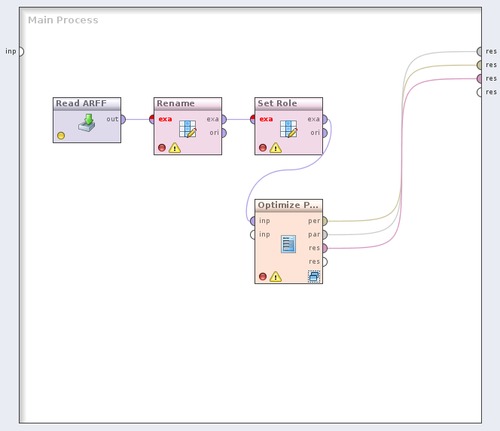 Main Process
inp
res
res
res
res
Read ARFF
out
Rename
exa
exa
ori
Set Role
exa
exa
ori
Optimize P...
inp
per
inp
par
res
res